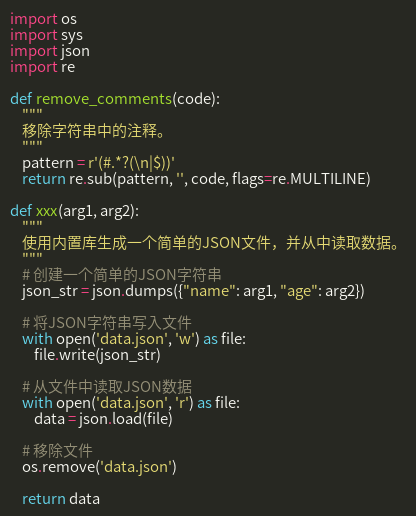 import os
import sys
import json
import re

def remove_comments(code):
    """
    移除字符串中的注释。
    """
    pattern = r'(#.*?(\n|$))'
    return re.sub(pattern, '', code, flags=re.MULTILINE)

def xxx(arg1, arg2):
    """
    使用内置库生成一个简单的JSON文件，并从中读取数据。
    """
    # 创建一个简单的JSON字符串
    json_str = json.dumps({"name": arg1, "age": arg2})

    # 将JSON字符串写入文件
    with open('data.json', 'w') as file:
        file.write(json_str)

    # 从文件中读取JSON数据
    with open('data.json', 'r') as file:
        data = json.load(file)

    # 移除文件
    os.remove('data.json')

    return data